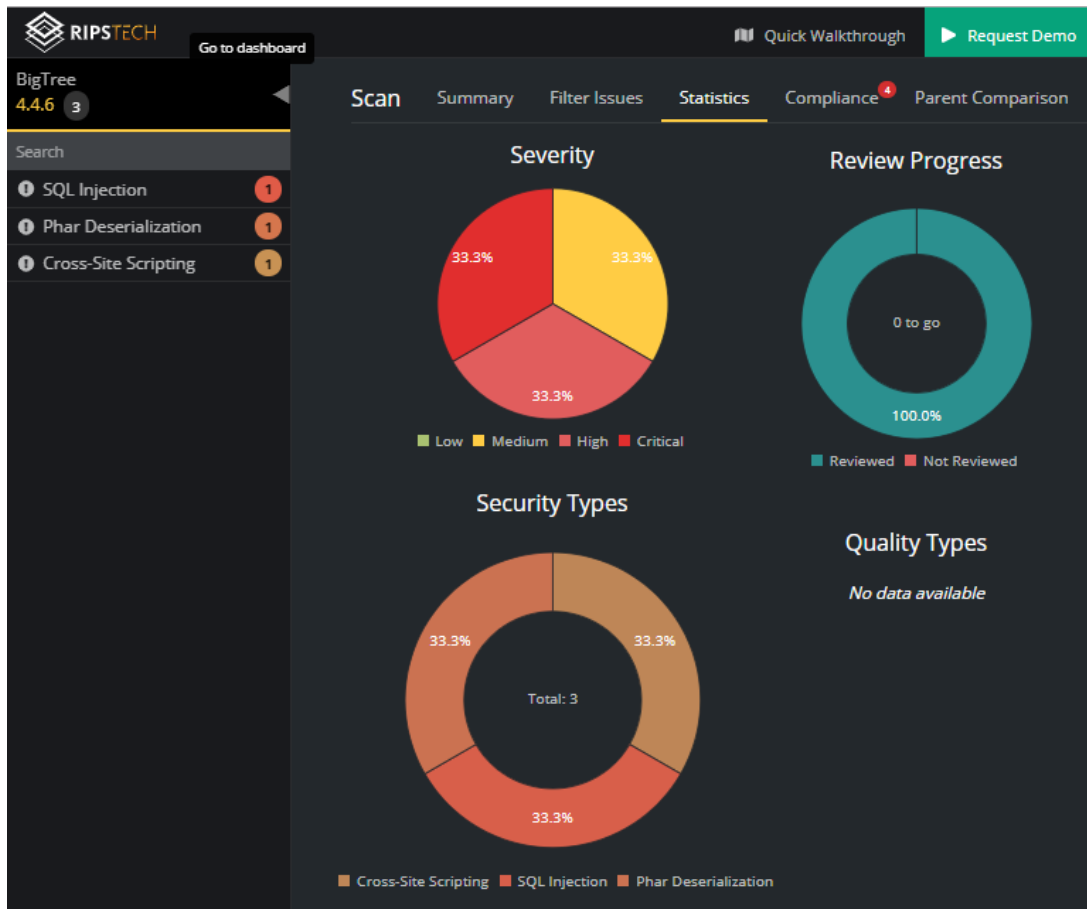 RIPSTECH
Go to dashboard
Quick Walkthrough
Request Demo
BigTree
4.4.6 3
Search
SQL Injection 1
Phar Deserialization 1
Cross-Site Scripting 1
Scan Summary Filter Issues Statistics Compliance 4 Parent Comparison
Severity
33.3% 33.3%
33.3%
Low Medium High Critical
Review Progress
0 to go
100.0%
Reviewed Not Reviewed
Security Types
33.3% 33.3%
Total: 3
33.3%
Cross-Site Scripting SQL Injection Phar Deserialization
Quality Types
No data available